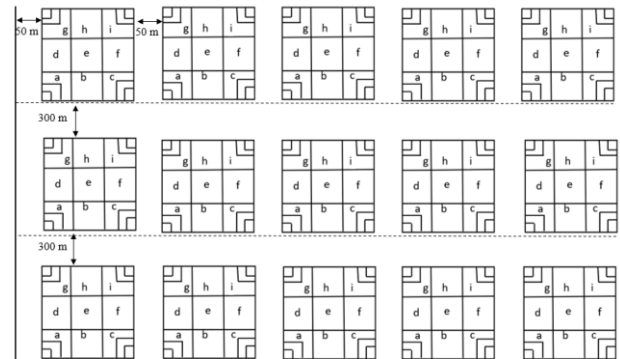 g h i g h i g h i g h i g h i
50 m 50 m
d e f d e f d e f d e f d e f
a b c a b c a b c a b c a b c
300 m
g h i g h i g h i g h i g h i
d e f d e f d e f d e f d e f
a b c a b c a b c a b c a b c
300 m
g h i g h i g h i g h i g h i
d e f d e f d e f d e f d e f
a b c a b c a b c a b c a b c